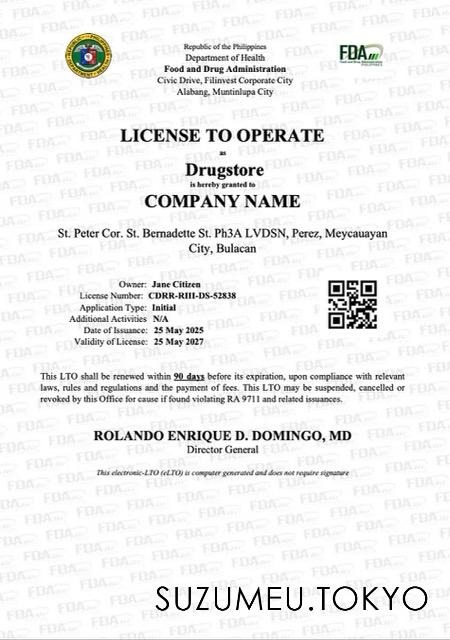 Republic of the Philippines
Department of Health
Food and Drug Administration
Civic Drive, Filinvest Corporate City
Alabang, Muntinlupa City
FDA
Food and Drug Administration
PHILIPPINES
LICENSE TO OPERATE
as
Drugstore
is hereby granted to
COMPANY NAME
St. Peter Cor. St. Bernadette St. Ph3A LVDSN, Perez, Meycauayan
City, Bulacan
Owner: Jane Citizen
License Number: CDRR-RIII-DS-52838
Application Type: Initial
Additional Activities N/A
Date of Issuance: 25 May 2025
Validity of License: 25 May 2027
This LTO shall be renewed within 90 days before its expiration, upon compliance with relevant
laws, rules and regulations and the payment of fees. This LTO may be suspended, cancelled or
revoked by this Office for cause if found violating RA 9711 and related issuances.
ROLANDO ENRIQUE D. DOMINGO, MD
Director General
This electronic-LTO (eLTO) is computer generated and does not require signature
SUZUMEU.TOKYO